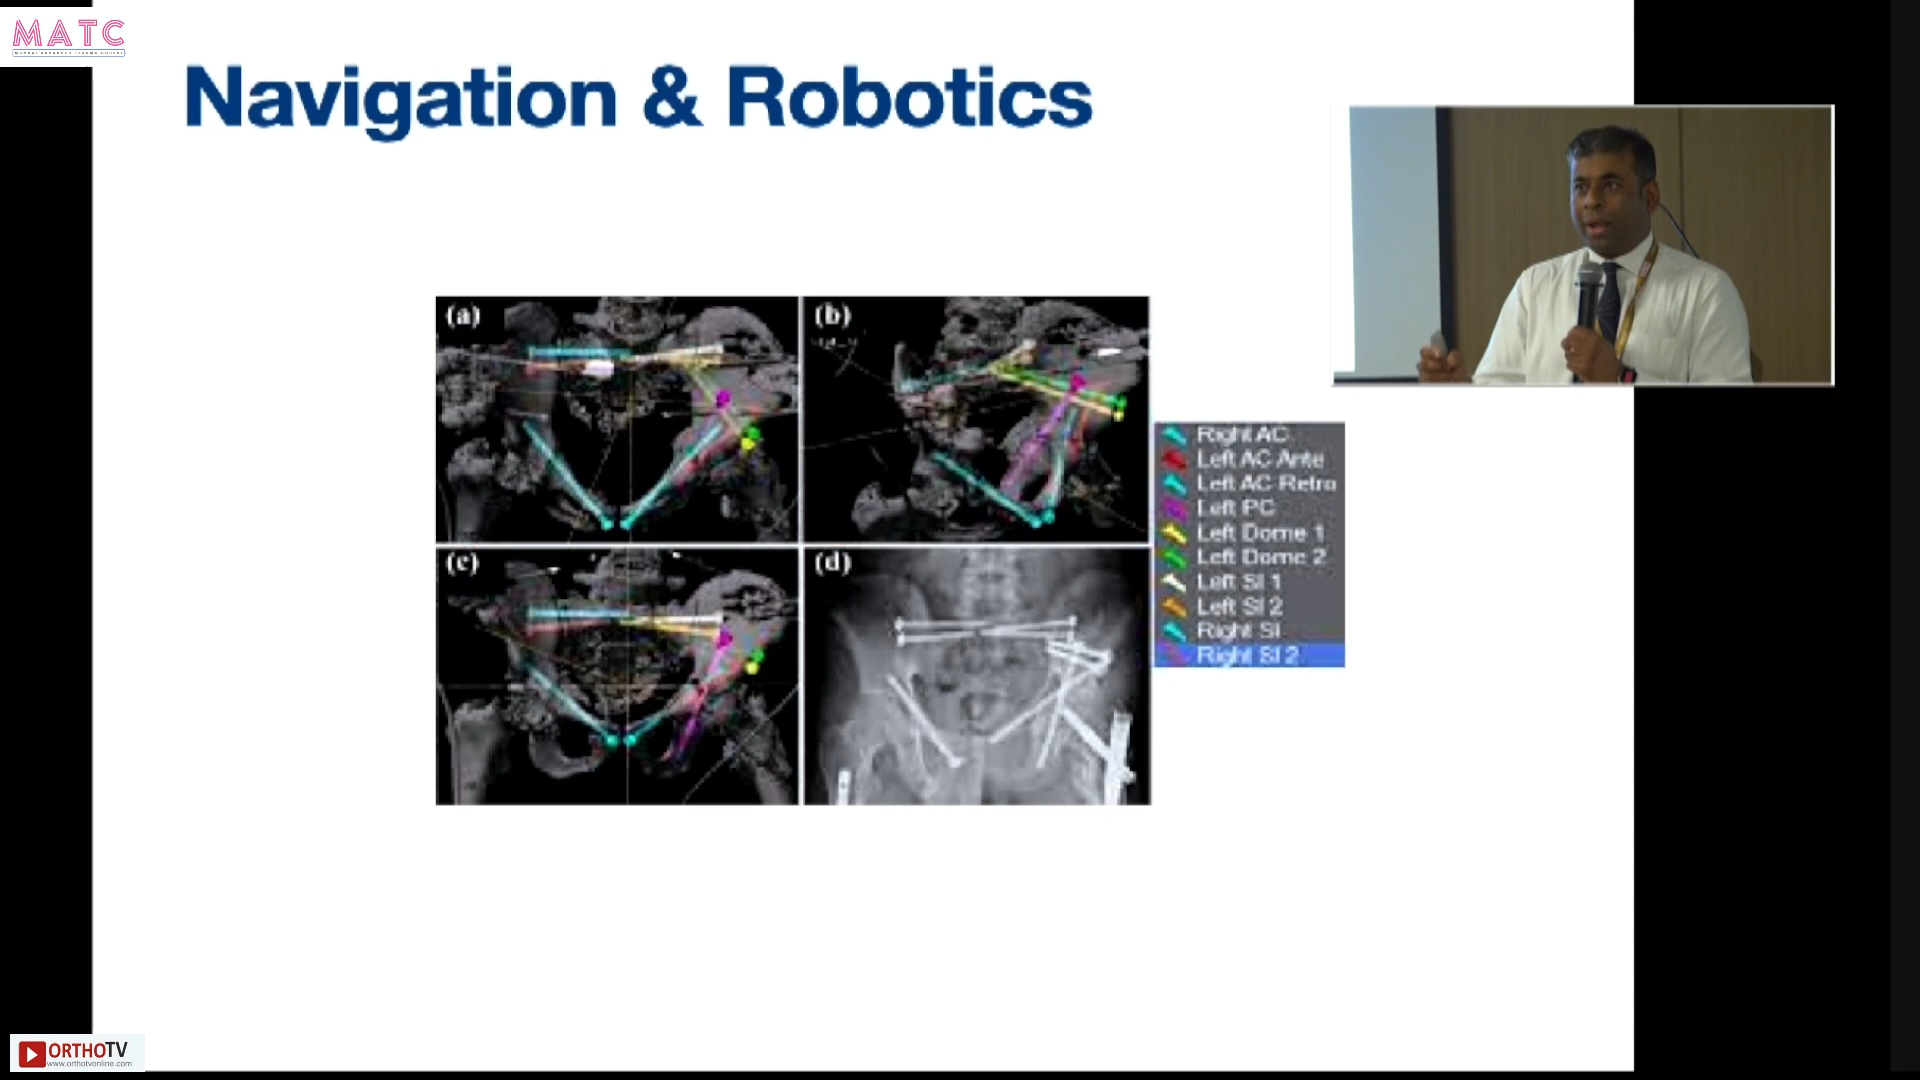 MATC
Navigation & Robotics
(a)
(b)
(c)
(d)
Right AC
Left AC Ante
Left AC Retro
Left PC
Left Dome 1
Left Dome 2
Left SI 1
Left SI 2
Right SI
Right SI 2
ORTHOTV
www.orthotvonline.com